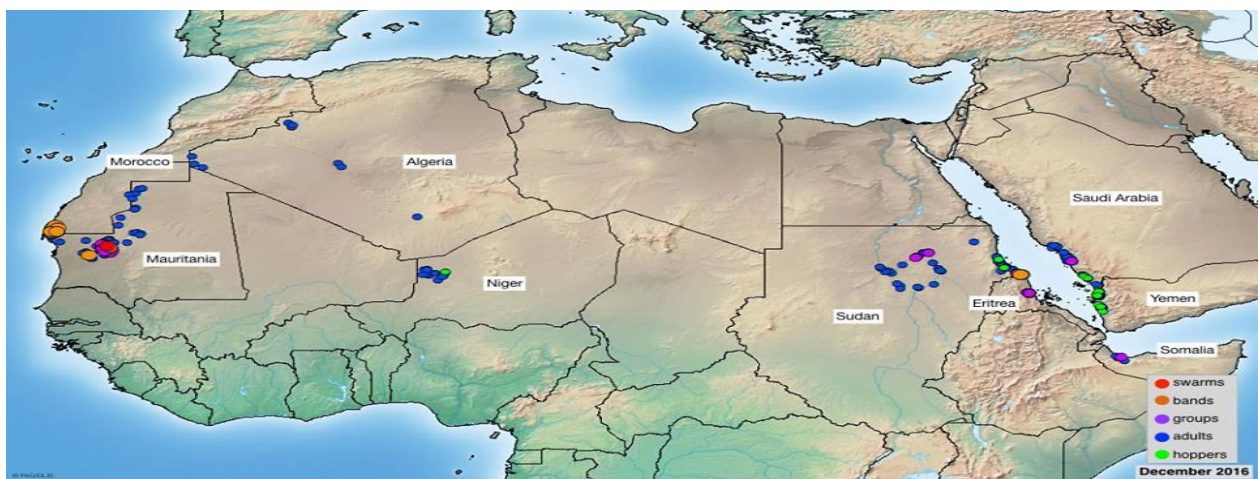 Morocco
Algeria
Saudi Arabia
Mauritania
Niger
Yemen
Eritrea
Sudan
Somalia
swarms
bands
groups
adults
hoppers
December 2016